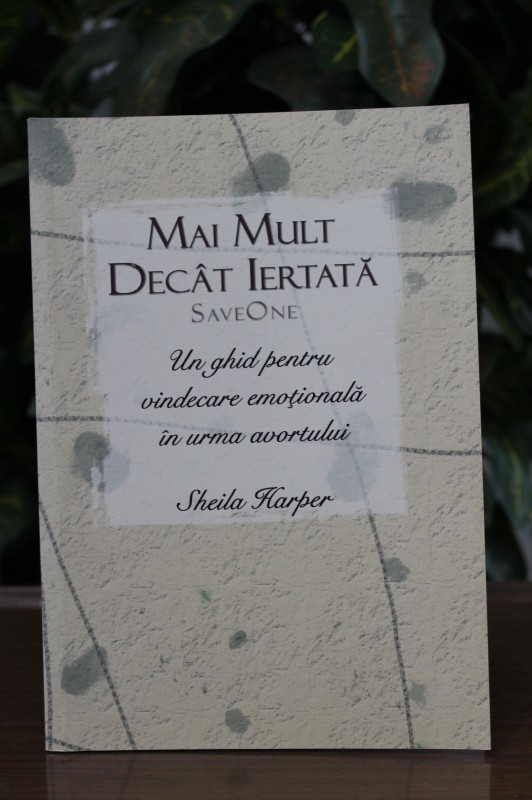 Mai Mult
Decât Iertată
SaveOne
Un ghid pentru
vindecare emoţională
în urma avortului
Sheila Harper